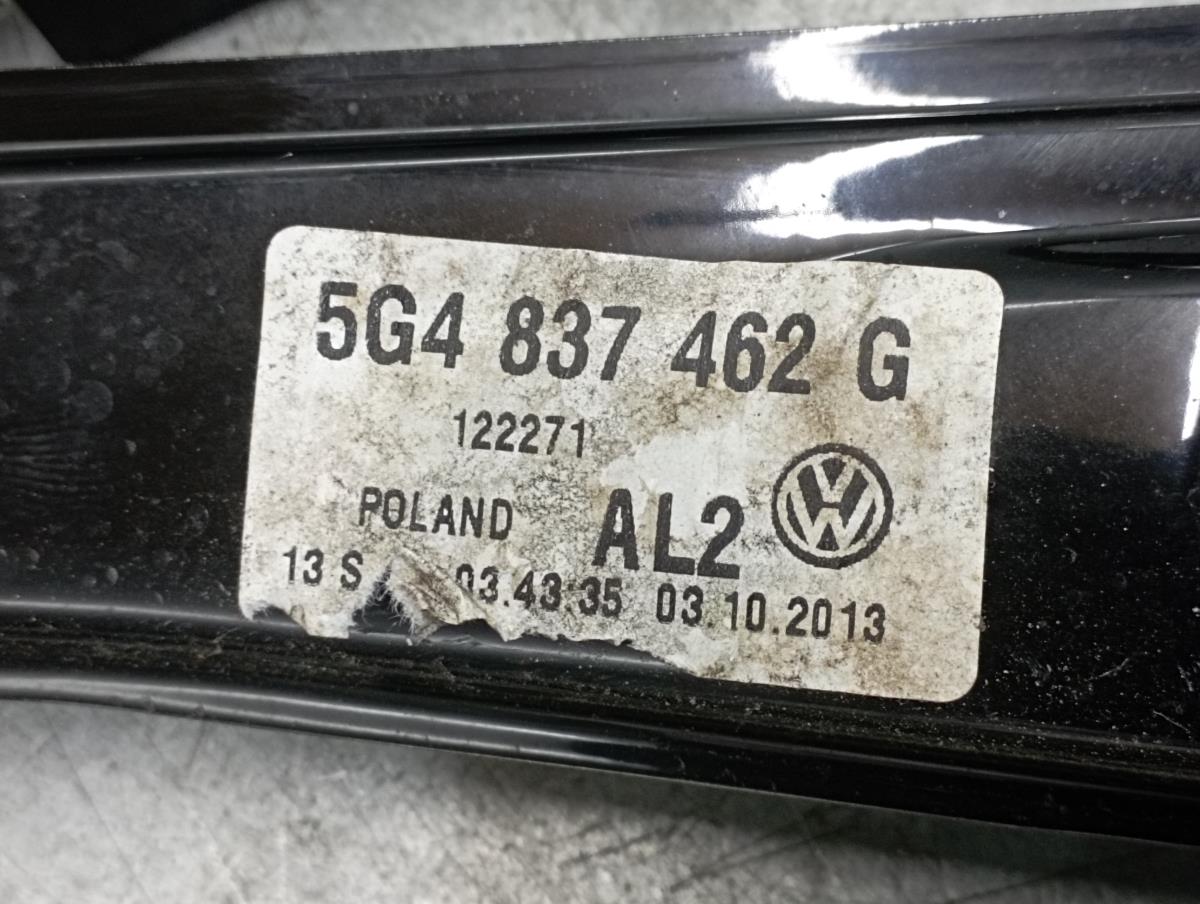 5G4 837 462 G
122271
POLAND AL2
13 S 03.43:35 03.10.2013